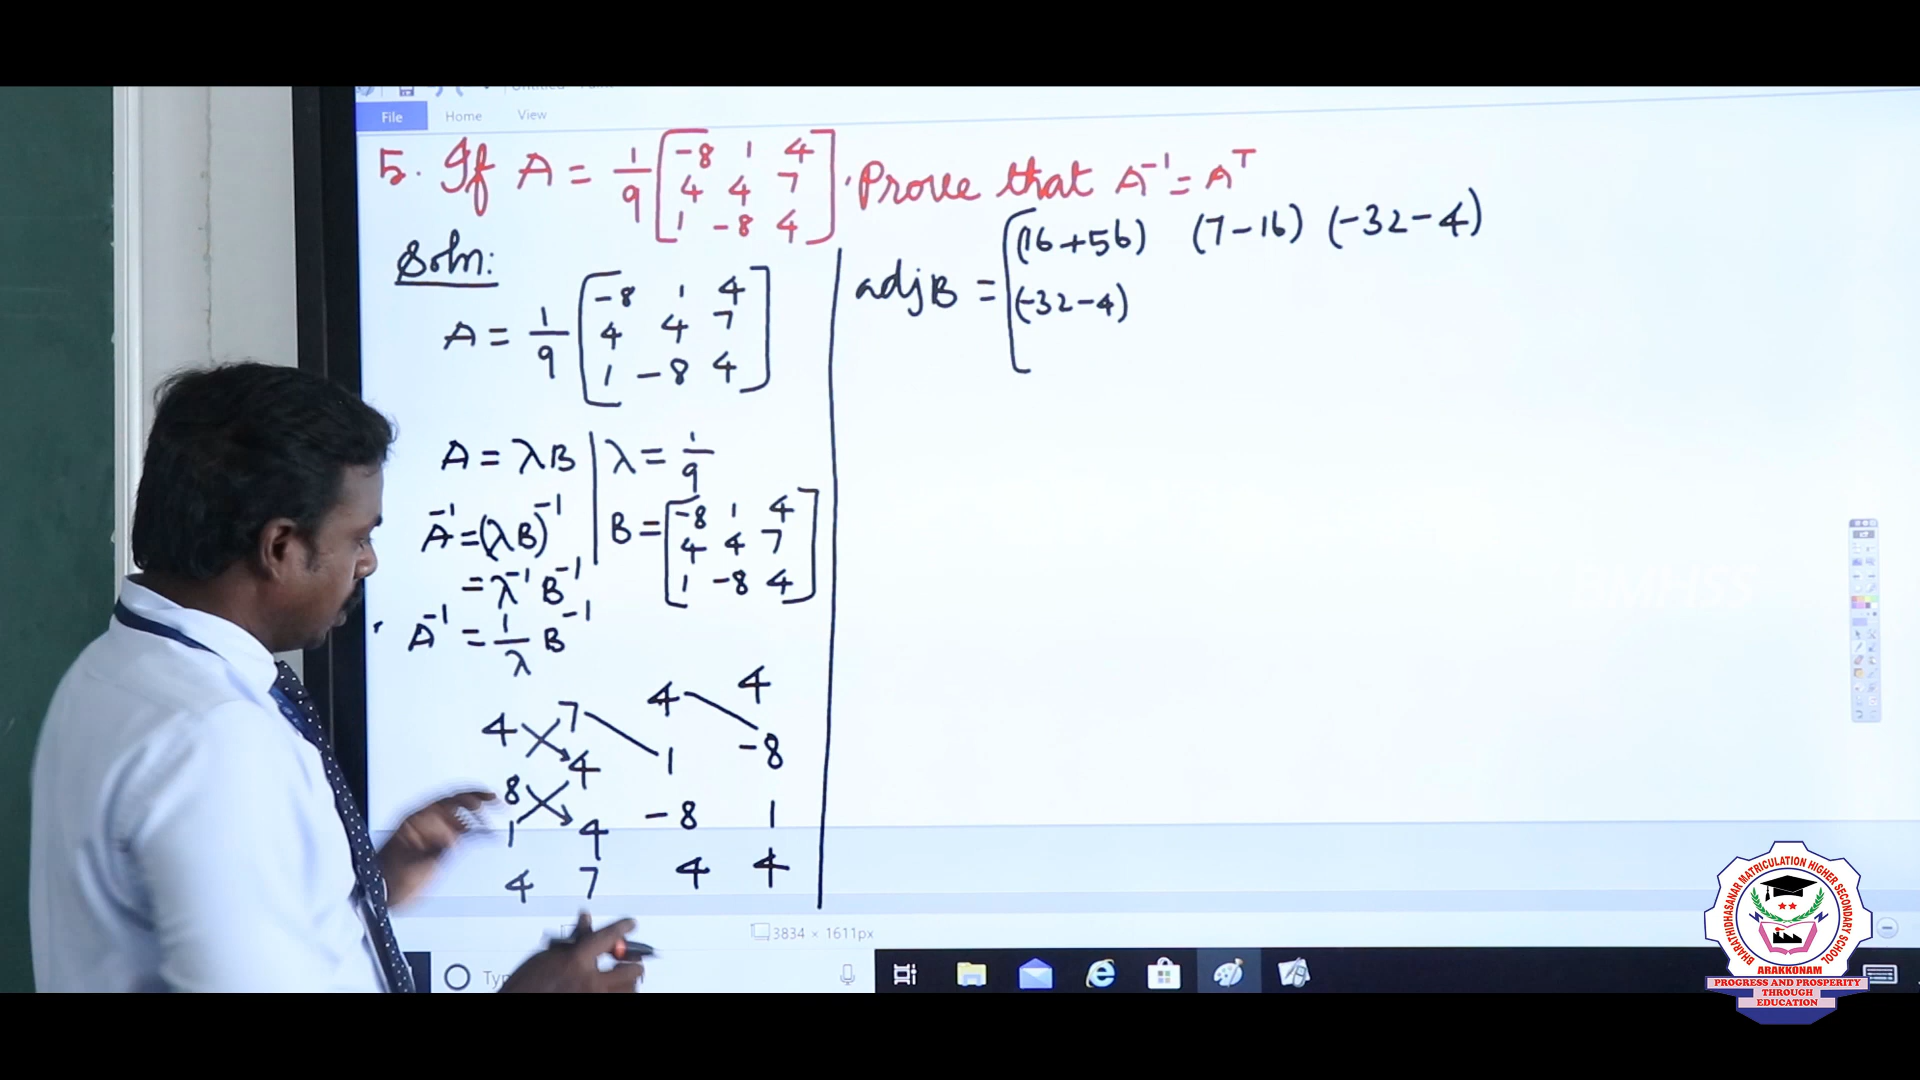 File Home View
5. If A = 1/9 [-8 1 4
4 4 7
1 -8 4]. Prove that A⁻¹ = Aᵀ
Soln:
A = 1/9 [-8 1 4
4 4 7
1 -8 4]
A = λB | λ = 1/9
A⁻¹ = (λB)⁻¹ | B = [-8 1 4
4 4 7
1 -8 4]
= λ⁻¹ B⁻¹
A⁻¹ = 1/λ B⁻¹
4 7 4 4
8 4 1 -8
1 4 -8 1
4 7 4 4
adj B = [(16+56) (7-16) (-32-4)
(-32-4)
3834 × 1611px
BMHSS
BHARATHIDHASANAR MATRICULATION HIGHER SECONDARY SCHOOL
ARAKKONAM
PROGRESS AND PROSPERITY
THROUGH
EDUCATION